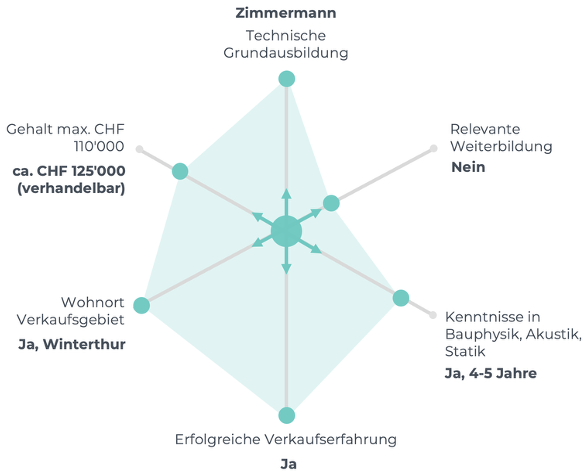 Zimmermann
Technische
Grundausbildung
Gehalt max. CHF
110'000
ca. CHF 125'000
(verhandelbar)
Relevante
Weiterbildung
Nein
Wohnort
Verkaufsgebiet
Ja, Winterthur
Kenntnisse in
Bauphysik, Akustik,
Statik
Ja, 4-5 Jahre
Erfolgreiche Verkaufserfahrung
Ja